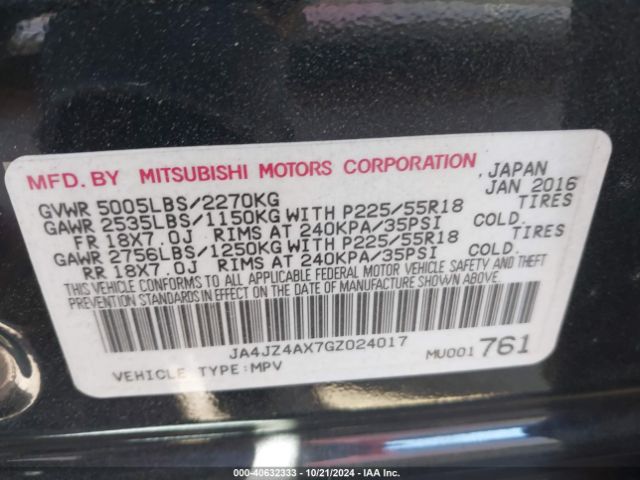 MFD. BY MITSUBISHI MOTORS CORPORATION , JAPAN
JAN 2016
GVWR 5005LBS/2270KG
GAWR 2535LBS/1150KG WITH P225/55R18 TIRES
FR 18X7.0J RIMS AT 240KPA/35PSI COLD.
GAWR 2756LBS/1250KG WITH P225/55R18 TIRES
RR 18X7.0J RIMS AT 240KPA/35PSI COLD.
THIS VEHICLE CONFORMS TO ALL APPLICABLE FEDERAL MOTOR VEHICLE SAFETY AND THEFT
PREVENTION STANDARDS IN EFFECT ON THE DATE OF MANUFACTURE SHOWN ABOVE.
JA4JZ4AX7GZ024017
MU001 761
VEHICLE TYPE:MPV
000-40632333 - 10/21/2024 - IAA Inc.